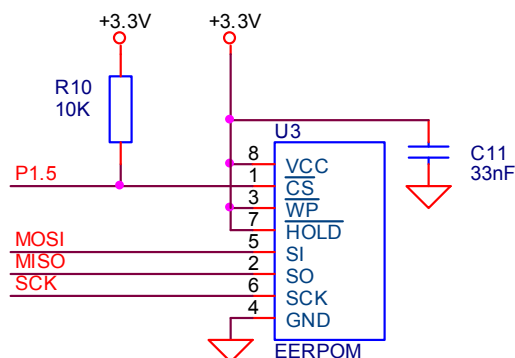 +3.3V
+3.3V
R10
10K
U3
C11
33nF
P1.5
8 VCC
1 CS
3 WP
7 HOLD
MOSI 5 SI
MISO 2 SO
SCK 6 SCK
4 GND
EERPOM